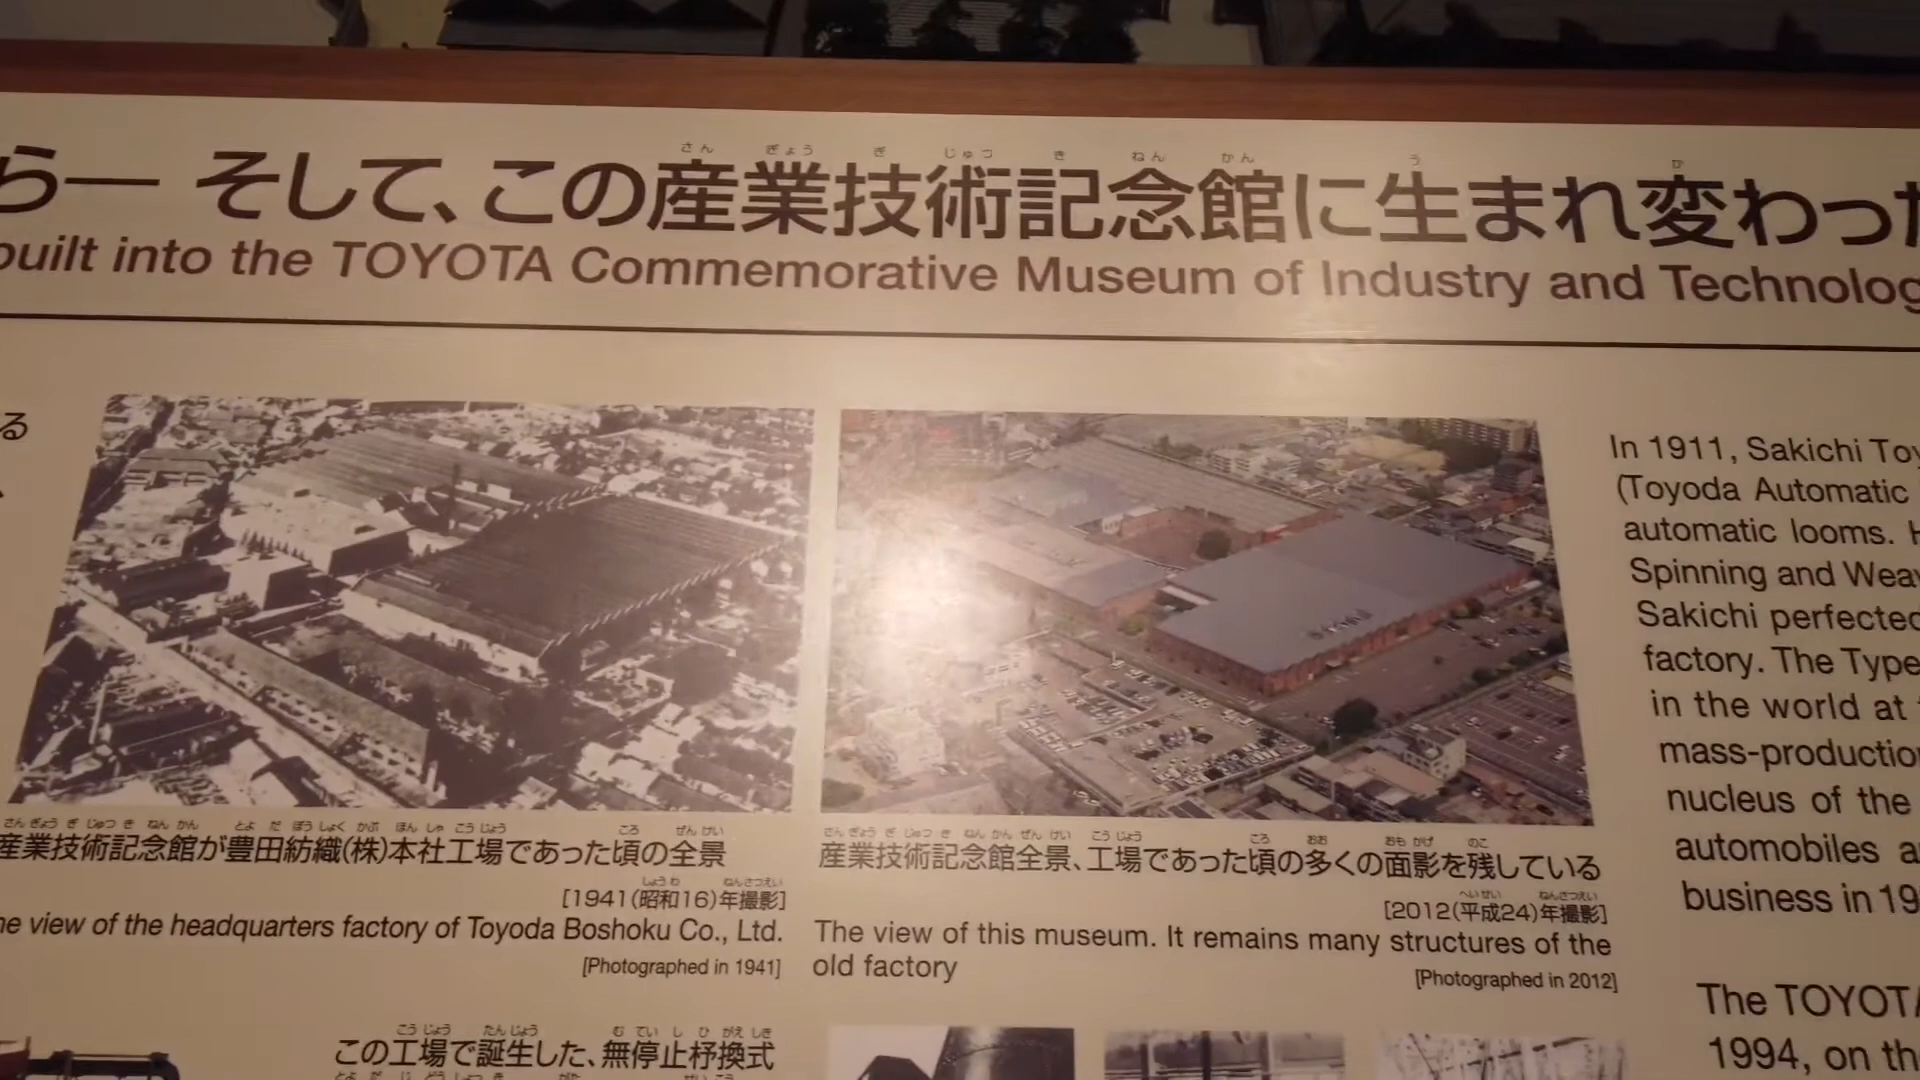 ら— そして、この産業技術記念館に生まれ変わった
built into the TOYOTA Commemorative Museum of Industry and Technolog
る
産業技術記念館が豊田紡織(株)本社工場であった頃の全景
[1941(昭和16)年撮影]
he view of the headquarters factory of Toyoda Boshoku Co., Ltd.
[Photographed in 1941]
産業技術記念館全景、工場であった頃の多くの面影を残している
[2012(平成24)年撮影]
The view of this museum. It remains many structures of the
old factory
[Photographed in 2012]
In 1911, Sakichi Toy
(Toyoda Automatic
automatic looms. H
Spinning and Weav
Sakichi perfected
factory. The Type
in the world at
mass-productio
nucleus of the
automobiles a
business in 19
The TOYOTA
1994, on th
この工場で誕生した、無停止杼換式